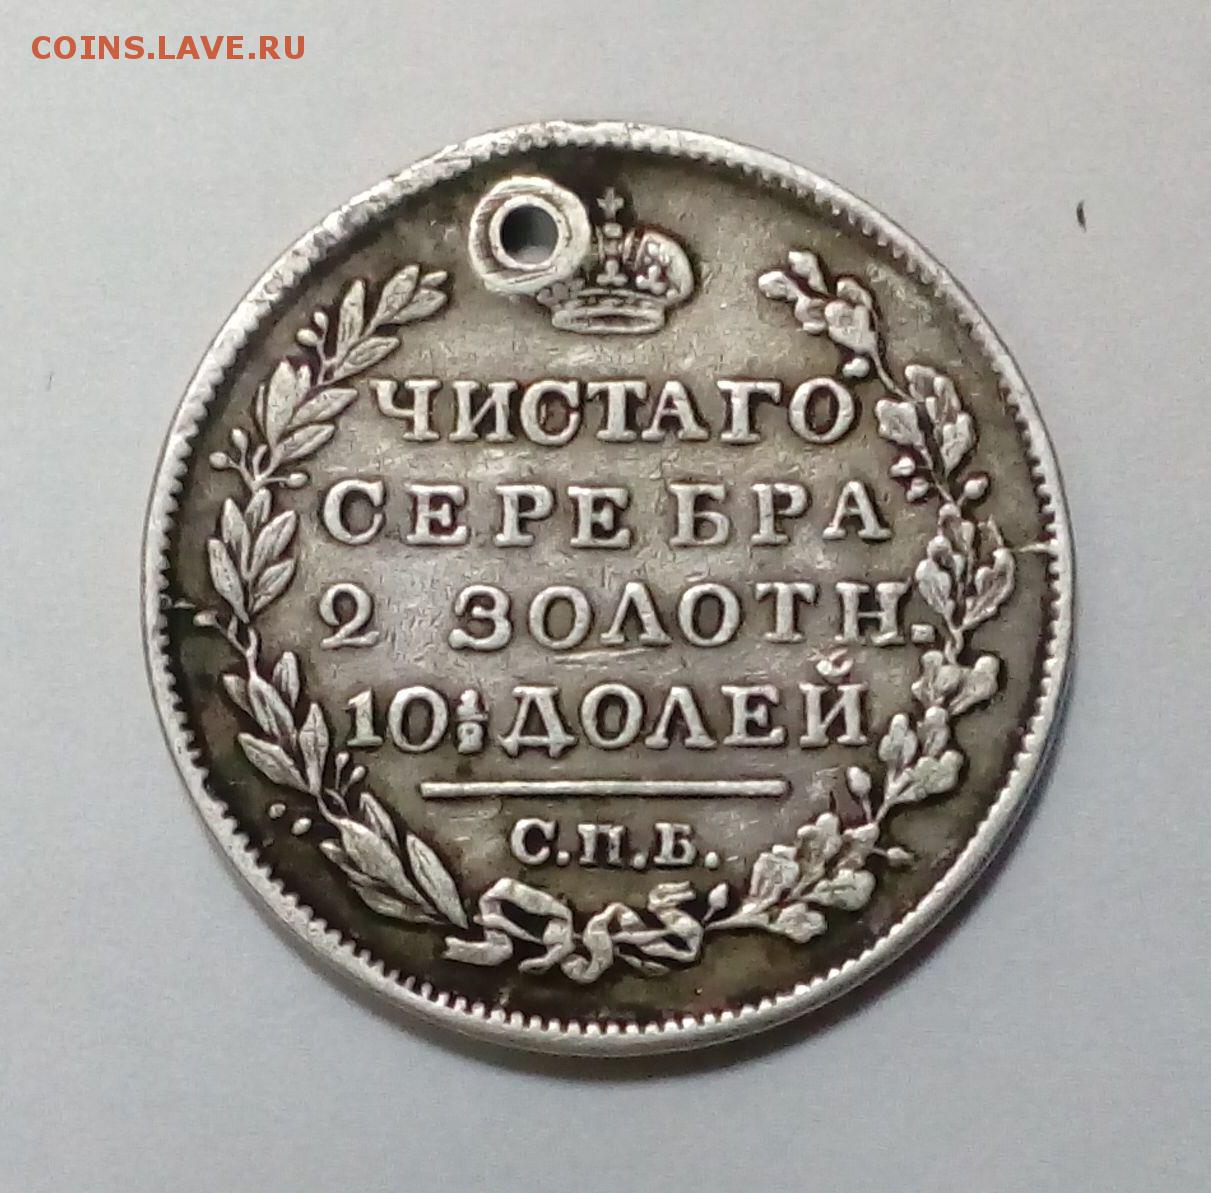 COINS.LAVE.RU
ЧИСТАГО
СЕРЕБРА
2 ЗОЛОТН.
10½ ДОЛЕЙ
С.П.Б.